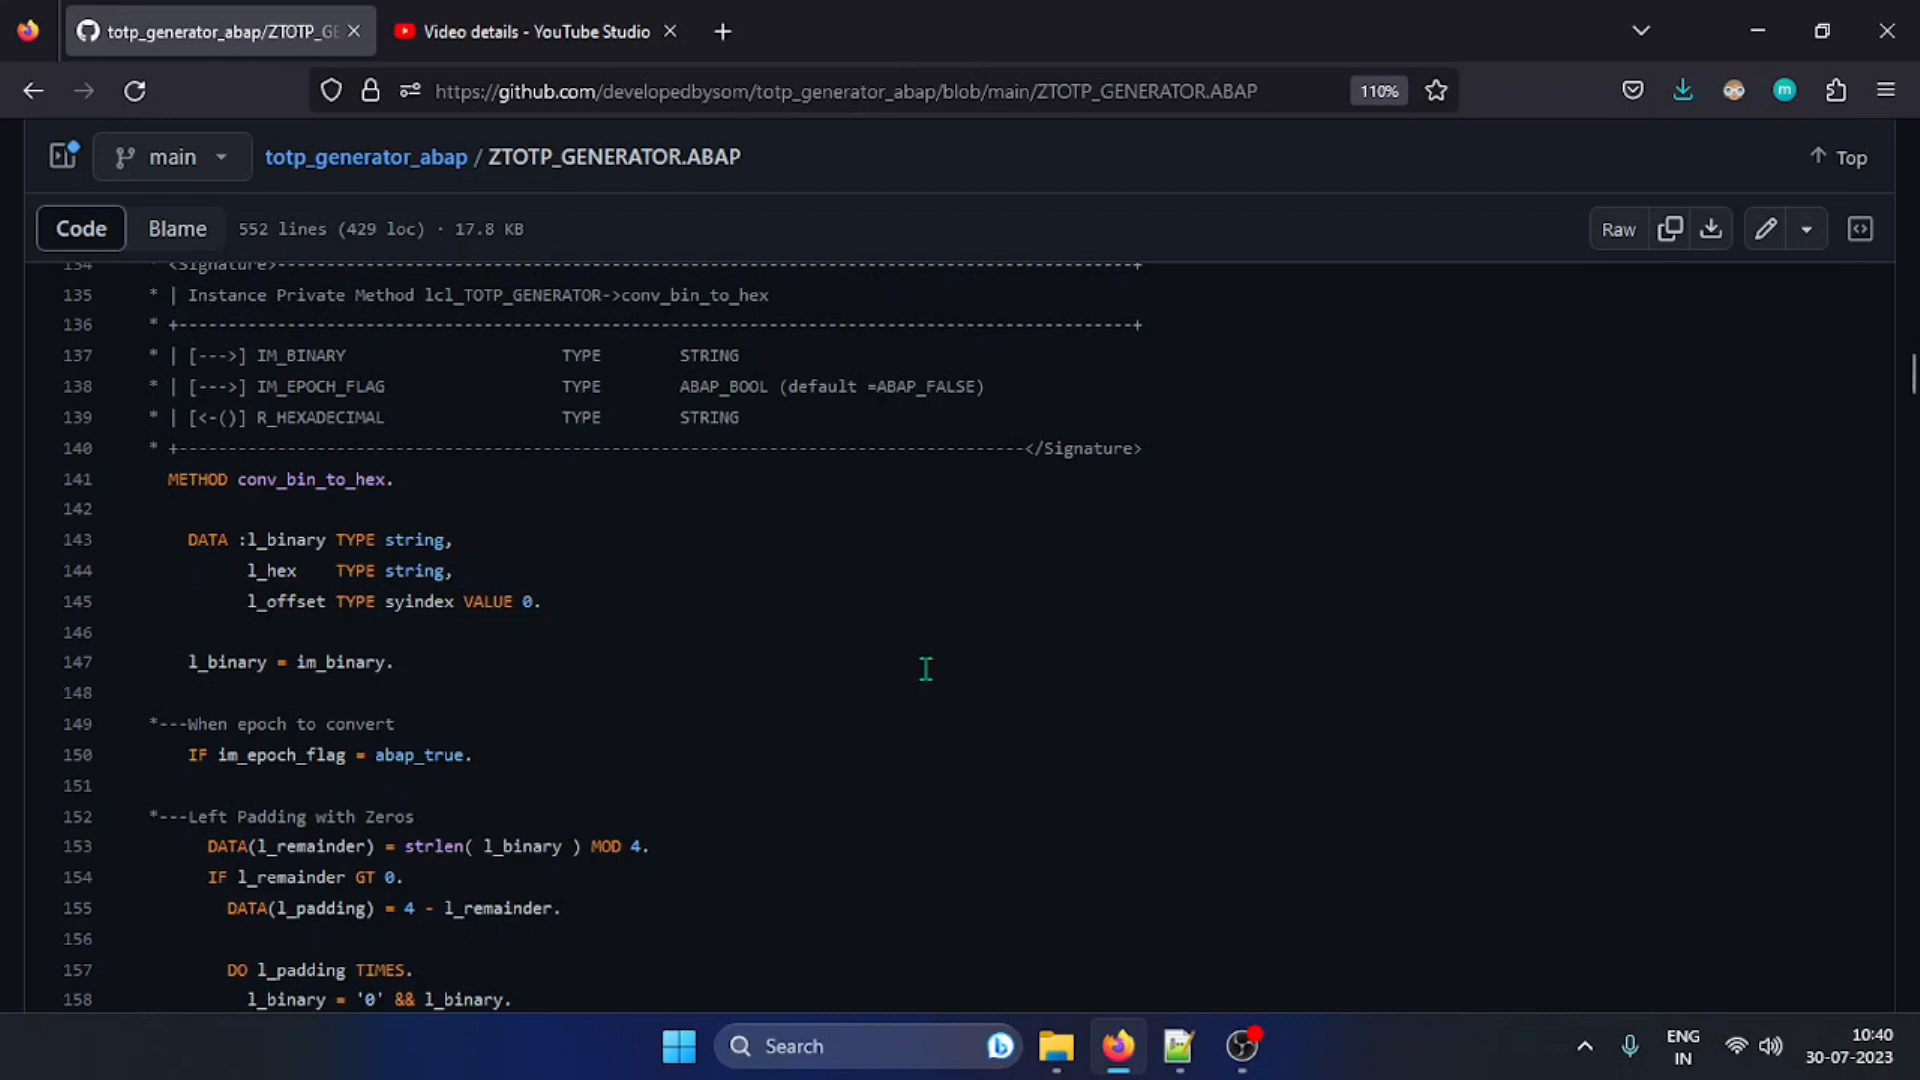 totp_generator_abap/ZTOTP_GE
Video details - YouTube Studio
https://github.com/developedbysom/totp_generator_abap/blob/main/ZTOTP_GENERATOR.ABAP
110%
m
main
totp_generator_abap / ZTOTP_GENERATOR.ABAP
Top
Code
Blame
552 lines (429 loc) · 17.8 KB
Raw
134 * <Signature>---------------------------------------------------------------------------------------+
135 * | Instance Private Method lcl_TOTP_GENERATOR->conv_bin_to_hex
136 * +-------------------------------------------------------------------------------------------------+
137 * | [--->] IM_BINARY TYPE STRING
138 * | [--->] IM_EPOCH_FLAG TYPE ABAP_BOOL (default =ABAP_FALSE)
139 * | [<-()] R_HEXADECIMAL TYPE STRING
140 * +--------------------------------------------------------------------------------------</Signature>
141 METHOD conv_bin_to_hex.
142
143 DATA :l_binary TYPE string,
144 l_hex TYPE string,
145 l_offset TYPE syindex VALUE 0.
146
147 l_binary = im_binary.
148
149 *---When epoch to convert
150 IF im_epoch_flag = abap_true.
151
152 *---Left Padding with Zeros
153 DATA(l_remainder) = strlen( l_binary ) MOD 4.
154 IF l_remainder GT 0.
155 DATA(l_padding) = 4 - l_remainder.
156
157 DO l_padding TIMES.
158 l_binary = '0' && l_binary.
Search
ENG
IN
10:40
30-07-2023